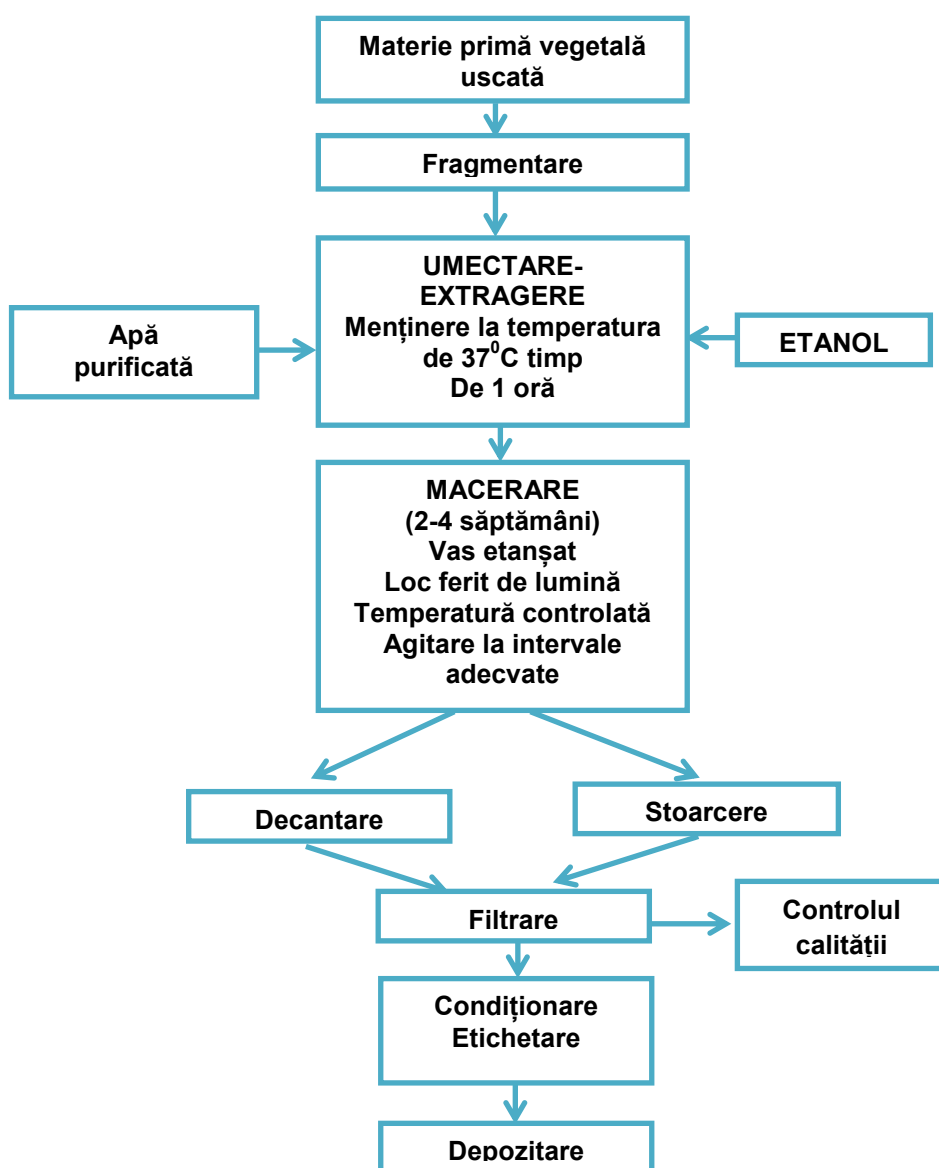 Materie primă vegetală
uscată
Fragmentare
UMECTARE-
EXTRAGERE
Menținere la temperatura
de 37⁰C timp
De 1 oră
Apă
purificată
ETANOL
MACERARE
(2-4 săptămâni)
Vas etanșat
Loc ferit de lumină
Temperatură controlată
Agitare la intervale
adecvate
Decantare
Stoarcere
Filtrare
Controlul
calității
Condiționare
Etichetare
Depozitare